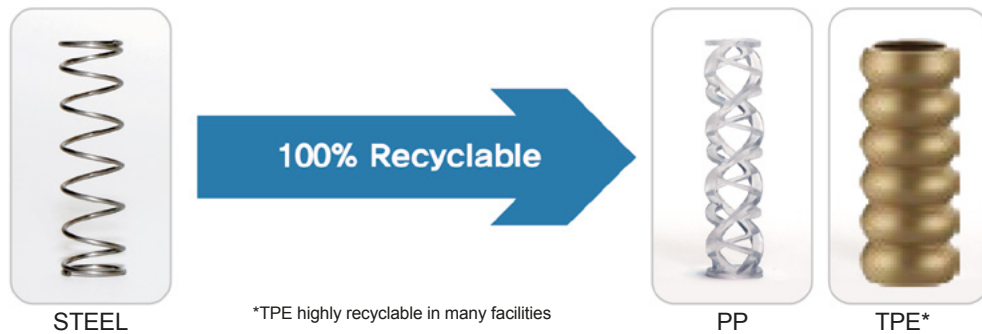 100% Recyclable
*TPE highly recyclable in many facilities
STEEL
PP
TPE*